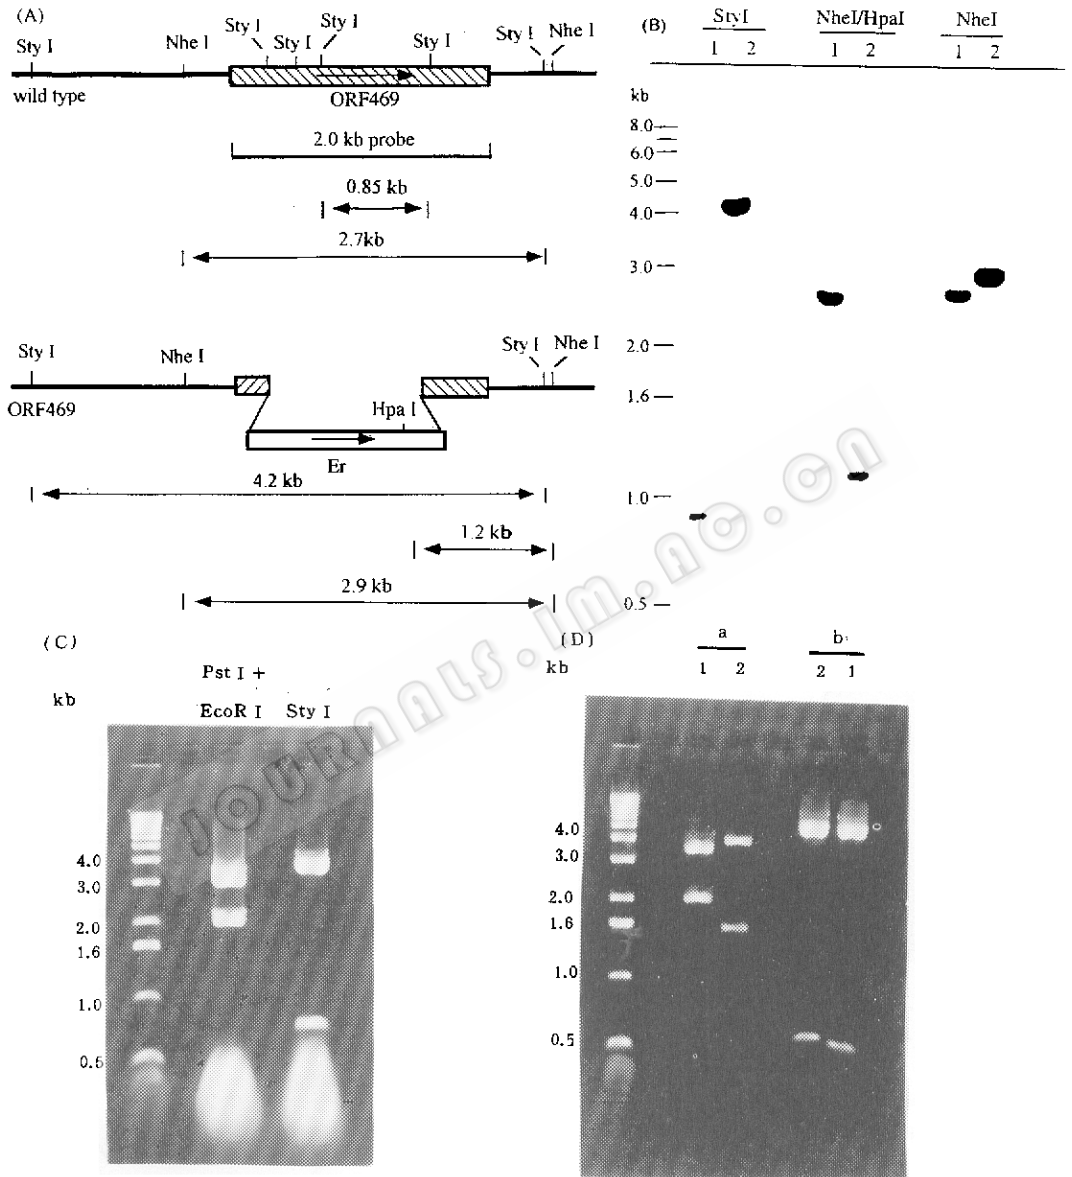 (A)
Sty I
Nhe I
Sty I
Sty I
Sty I
Sty I
Sty I
Nhe I
wild type
ORF469
2.0 kb probe
0.85 kb
2.7kb
Sty I
Nhe I
Sty I
Nhe I
ORF469
Hpa I
Er
4.2 kb
1.2 kb
2.9 kb
(B)
StyI
NheI/HpaI
NheI
1 2
1 2
1 2
kb
8.0
6.0
5.0
4.0
3.0
2.0
1.6
1.0
0.5
(C)
Pst I +
EcoR I
Sty I
kb
4.0
3.0
2.0
1.6
1.0
0.5
(D)
a
b
kb
1 2
2 1
4.0
3.0
2.0
1.6
1.0
0.5
JOURNALS.IM.AC.CN